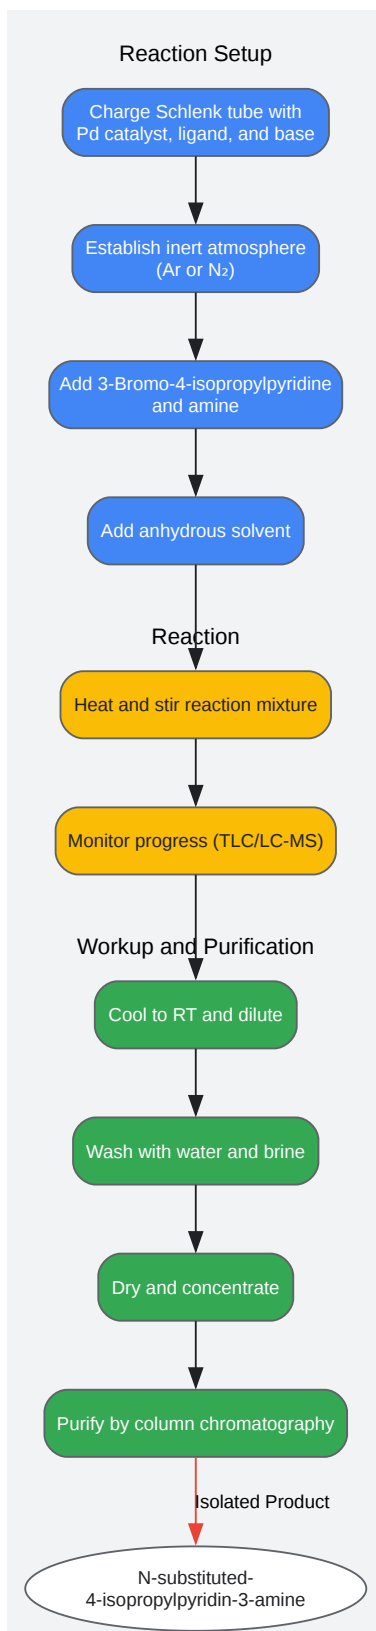 Reaction Setup
Charge Schlenk tube with
Pd catalyst, ligand, and base
Establish inert atmosphere
(Ar or N₂)
Add 3-Bromo-4-isopropylpyridine
and amine
Add anhydrous solvent
Reaction
Heat and stir reaction mixture
Monitor progress (TLC/LC-MS)
Workup and Purification
Cool to RT and dilute
Wash with water and brine
Dry and concentrate
Purify by column chromatography
Isolated Product
N-substituted-
4-isopropylpyridin-3-amine